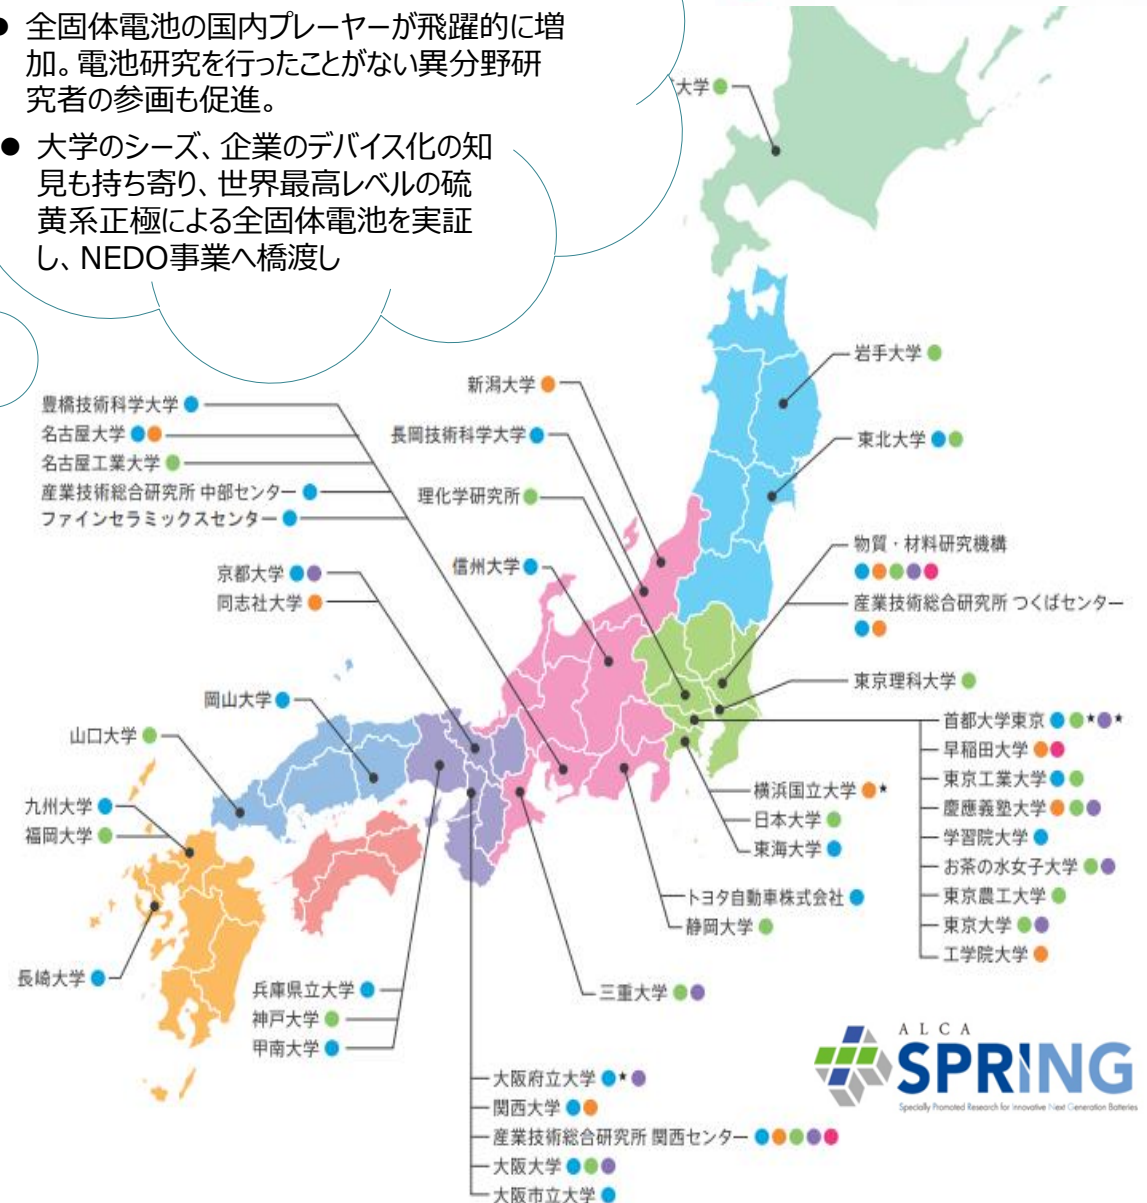 ● 全固体電池の国内プレーヤーが飛躍的に増
加。電池研究を行ったことがない異分野研
究者の参画も促進。
● 大学のシーズ、企業のデバイス化の知
見も持ち寄り、世界最高レベルの硫
黄系正極による全固体電池を実証
し、NEDO事業へ橋渡し
大学
岩手大学
東北大学
物質・材料研究機構
産業技術総合研究所 つくばセンター
東京理科大学
首都大学東京 ★ ★
早稲田大学
東京工業大学
慶應義塾大学
学習院大学
お茶の水女子大学
東京農工大学
東京大学
工学院大学
新潟大学
長岡技術科学大学
理化学研究所
信州大学
豊橋技術科学大学
名古屋大学
名古屋工業大学
産業技術総合研究所 中部センター
ファインセラミックスセンター
京都大学
同志社大学
岡山大学
山口大学
九州大学
福岡大学
長崎大学
兵庫県立大学
神戸大学
甲南大学
横浜国立大学 ★
日本大学
東海大学
トヨタ自動車株式会社
静岡大学
三重大学
大阪府立大学 ★
関西大学
産業技術総合研究所 関西センター
大阪大学
大阪市立大学
ALCA
SPRING
Specially Promoted Research for Innovative Next Generation Batteries